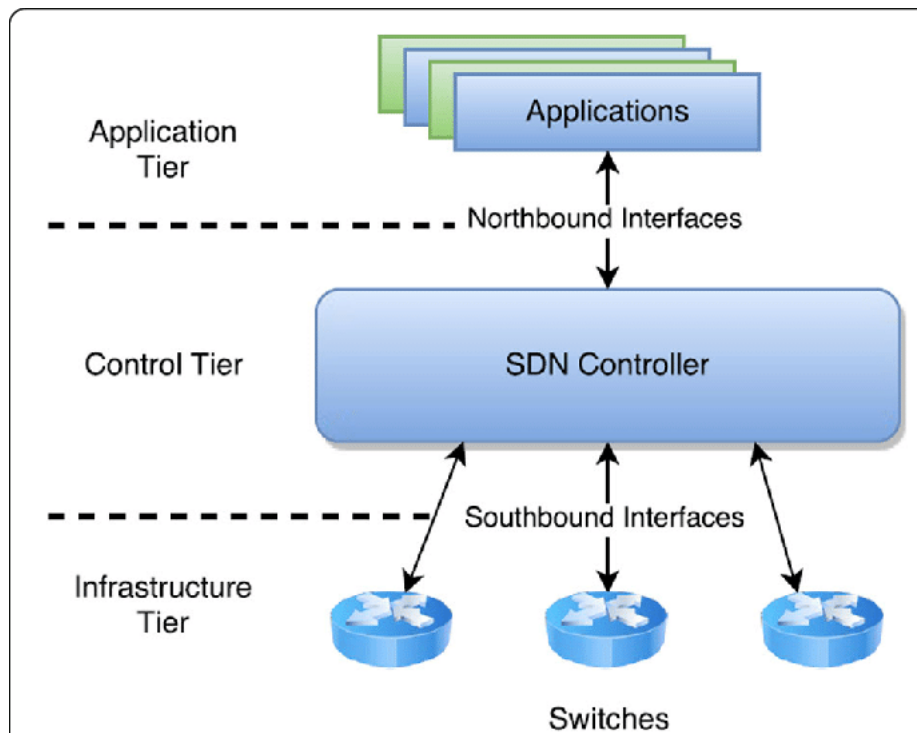 Applications
Application
Tier
Northbound Interfaces
Control Tier
SDN Controller
Southbound Interfaces
Infrastructure
Tier
Switches